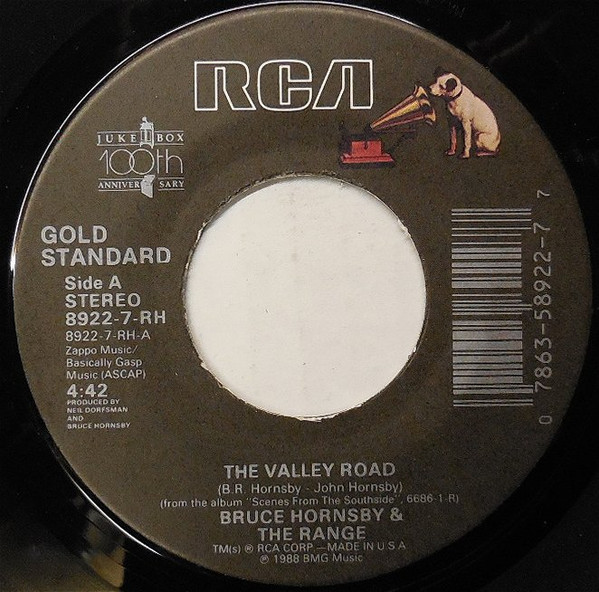 RCA
JUKEBOX
100th
ANNIVERSARY
GOLD
STANDARD
Side A
STEREO
8922-7-RH
8922-7-RH-A
Zappo Music/
Basically Gasp
Music (ASCAP)
4:42
PRODUCED BY
NEIL DORFSMAN
AND
BRUCE HORNSBY
0 7863-58922-7 7
THE VALLEY ROAD
(B.R. Hornsby - John Hornsby)
(from the album "Scenes From The Southside", 6686-1-R)
BRUCE HORNSBY &
THE RANGE
TM(s) ® RCA CORP.—MADE IN U.S.A
℗ 1988 BMG Music